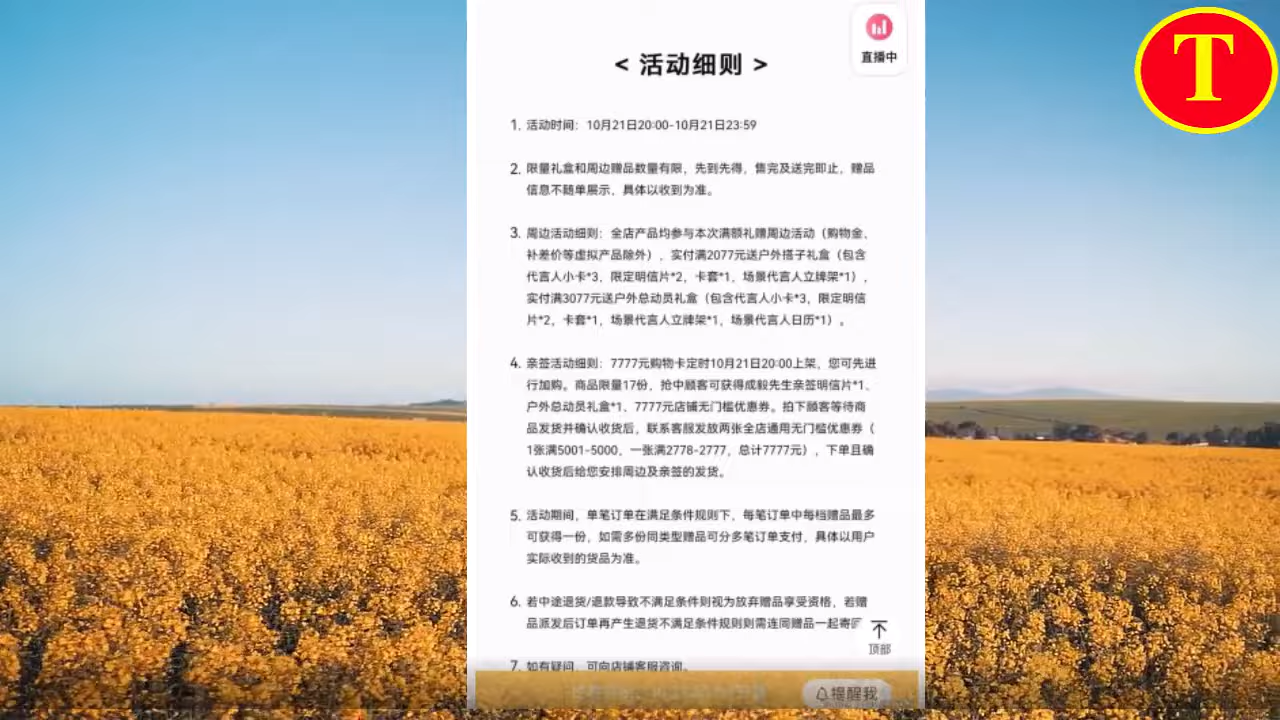 T
直播中
< 活动细则 >
1. 活动时间：10月21日20:00-10月21日23:59
2. 限量礼盒和周边赠品数量有限，先到先得，售完及送完即止，赠品
信息不随单展示，具体以收到为准。
3. 周边活动细则：全店产品均参与本次满额礼赠周边活动（购物金、
补差价等虚拟产品除外），实付满2077元送户外搭子礼盒（包含
代言人小卡*3，限定明信片*2，卡套*1，场景代言人立牌架*1），
实付满3077元送户外总动员礼盒（包含代言人小卡*3，限定明信
片*2，卡套*1，场景代言人立牌架*1，场景代言人日历*1）。
4. 亲签活动细则：7777元购物卡定时10月21日20:00上架，您可先进
行加购。商品限量17份，抢中顾客可获得成毅先生亲签明信片*1、
户外总动员礼盒*1、7777元店铺无门槛优惠券。拍下顾客等待商
品发货并确认收货后，联系客服发放两张全店通用无门槛优惠券（
1张满5001-5000，一张满2778-2777，总计7777元），下单且确
认收货后给您安排周边及亲签的发货。
5. 活动期间，单笔订单在满足条件规则下，每笔订单中每档赠品最多
可获得一份，如需多份同类型赠品可分多笔订单支付，具体以用户
实际收到的货品为准。
6. 若中途退货/退款导致不满足条件则视为放弃赠品享受资格，若赠
品派发后订单再产生退货不满足条件规则则需连同赠品一起寄
顶部
7. 如有疑问，可向店铺客服咨询。
提醒我